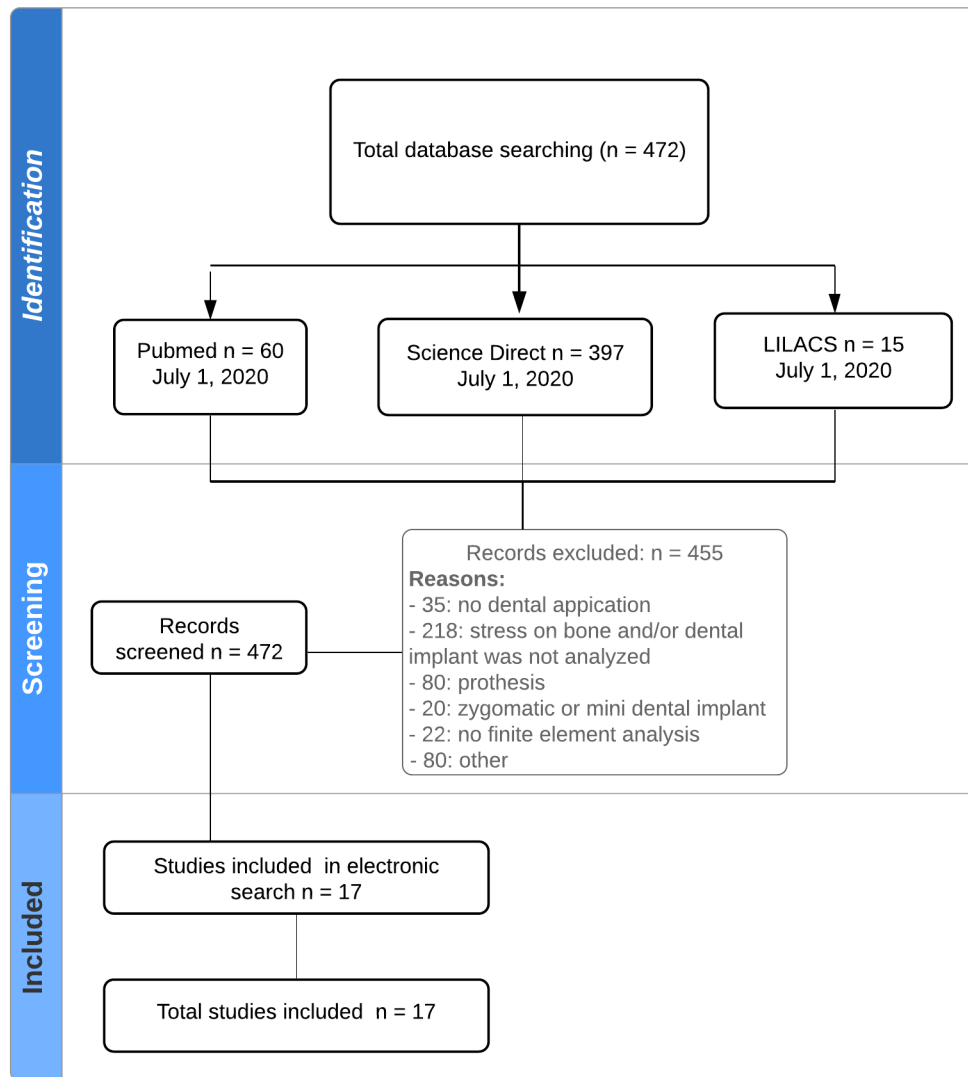 Identification
Total database searching (n = 472)
Pubmed n = 60
July 1, 2020
Science Direct n = 397
July 1, 2020
LILACS n = 15
July 1, 2020
Screening
Records
screened n = 472
Records excluded: n = 455
Reasons:
- 35: no dental appication
- 218: stress on bone and/or dental
implant was not analyzed
- 80: prothesis
- 20: zygomatic or mini dental implant
- 22: no finite element analysis
- 80: other
Included
Studies included in electronic
search n = 17
Total studies included n = 17